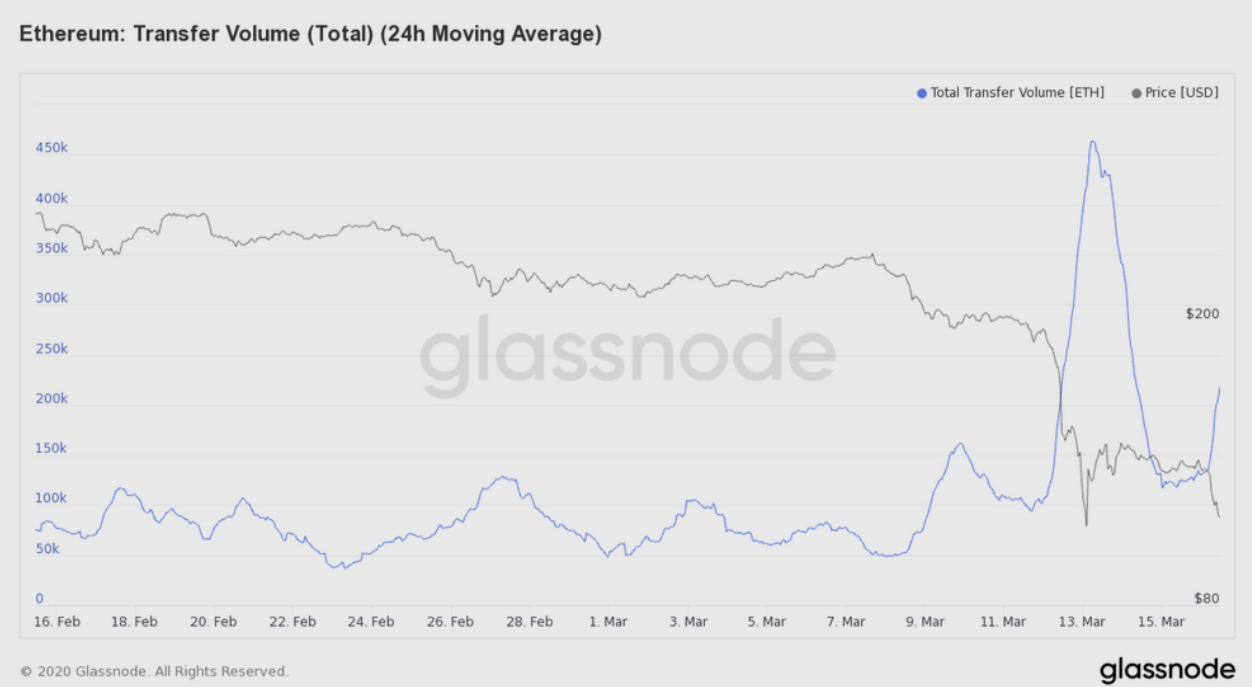 Ethereum: Transfer Volume (Total) (24h Moving Average)
Total Transfer Volume [ETH] Price [USD]
450k
400k
350k
300k
$200
glassnode
250k
200k
150k
100k
50k
0 $80
16. Feb 18. Feb 20. Feb 22. Feb 24. Feb 26. Feb 28. Feb 1. Mar 3. Mar 5. Mar 7. Mar 9. Mar 11. Mar 13. Mar 15. Mar
© 2020 Glassnode. All Rights Reserved.
glassnode